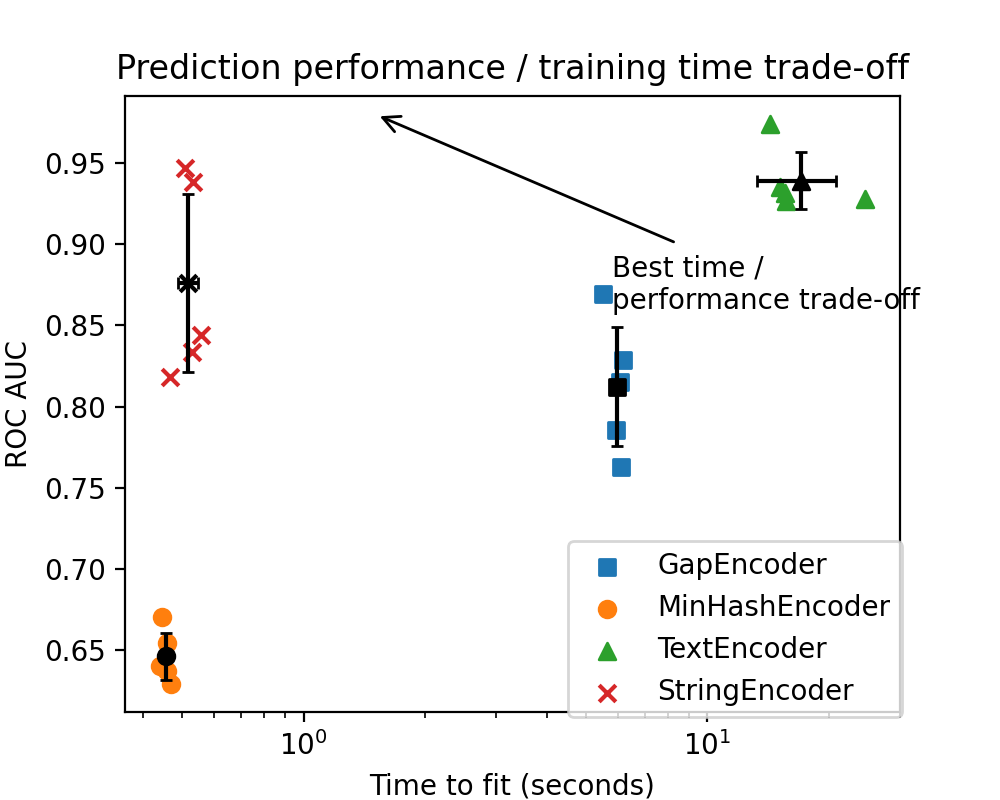 Prediction performance / training time trade-off
0.95
0.90
0.85
0.80
0.75
0.70
0.65
ROC AUC
Best time /
performance trade-off
GapEncoder
MinHashEncoder
TextEncoder
StringEncoder
10⁰
10¹
Time to fit (seconds)